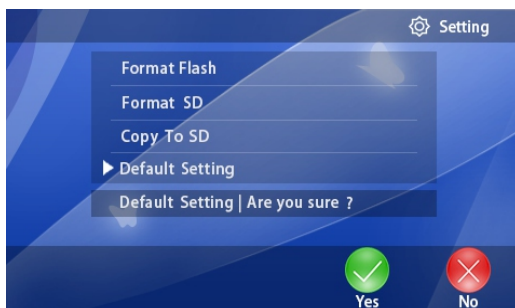 Setting
Format Flash
Format SD
Copy To SD
Default Setting
Default Setting | Are you sure ?
Yes No